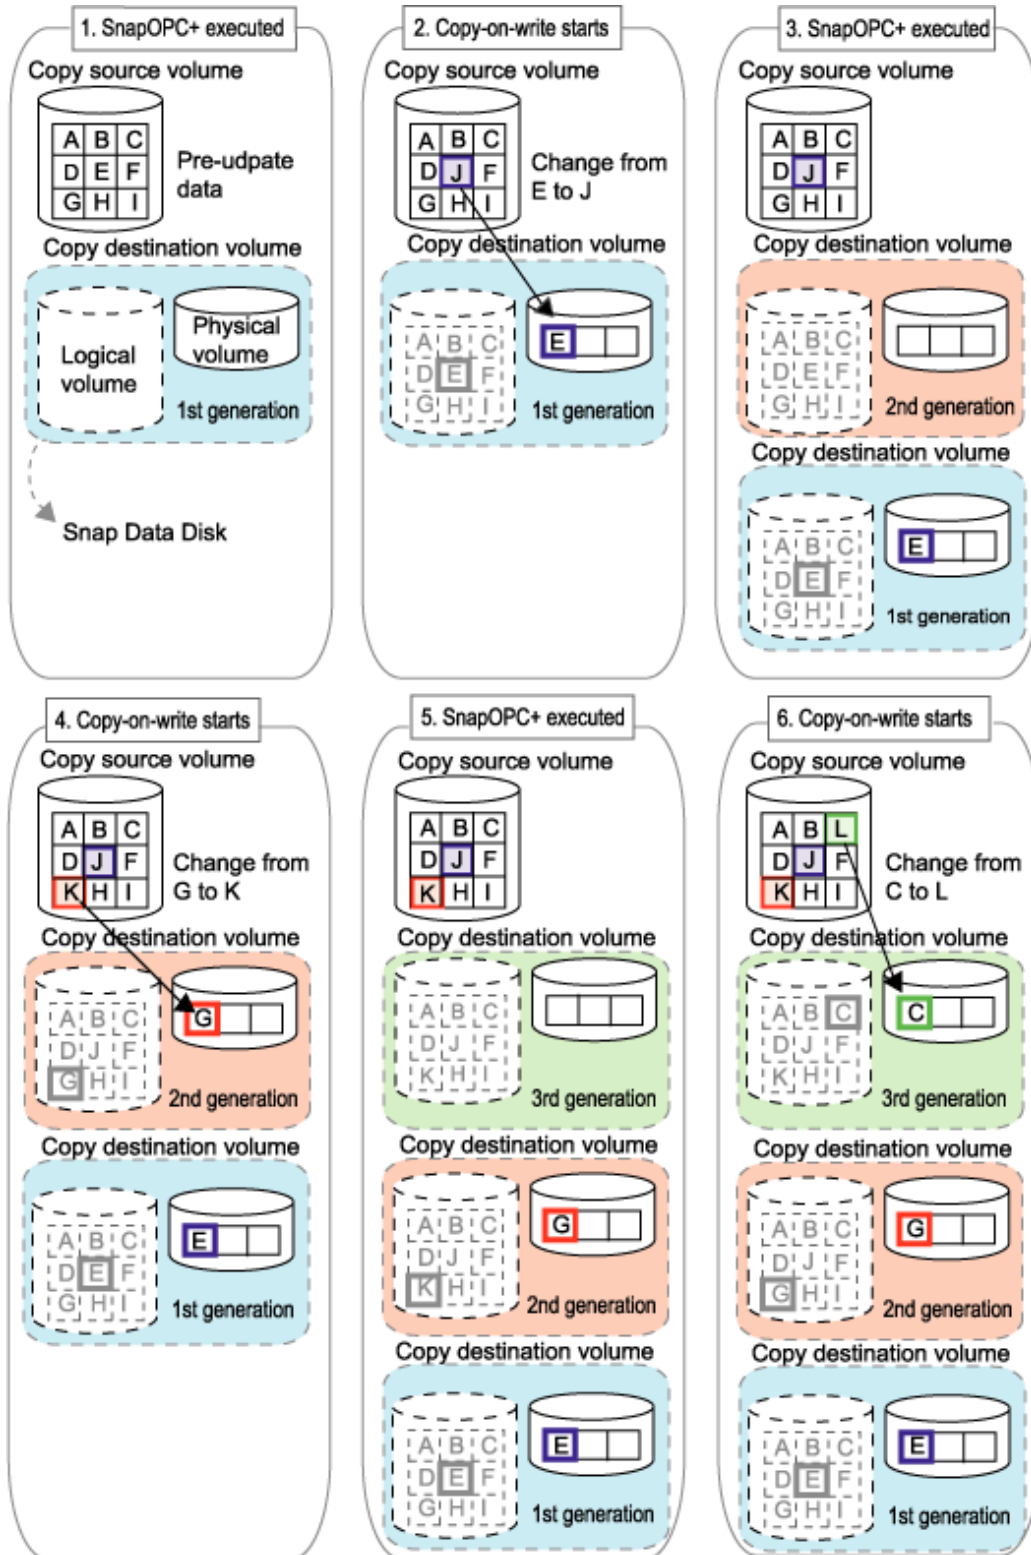 1. SnapOPC+ executed
Copy source volume
A B C
D E F
G H I
Pre-udpate
data
Copy destination volume
Logical
volume
Physical
volume
1st generation
Snap Data Disk
2. Copy-on-write starts
Copy source volume
A B C
D J F
G H I
Change from
E to J
Copy destination volume
A B C
D E F
G H I
E
1st generation
3. SnapOPC+ executed
Copy source volume
A B C
D J F
G H I
Copy destination volume
A B C
D E F
G H I
2nd generation
Copy destination volume
A B C
D E F
G H I
E
1st generation
4. Copy-on-write starts
Copy source volume
A B C
D J F
K H I
Change from
G to K
Copy destination volume
A B C
D J F
G H I
G
2nd generation
Copy destination volume
A B C
D E F
G H I
E
1st generation
5. SnapOPC+ executed
Copy source volume
A B C
D J F
K H I
Copy destination volume
A B C
D J F
K H I
3rd generation
Copy destination volume
A B C
D J F
K H I
G
2nd generation
Copy destination volume
A B C
D E F
G H I
E
1st generation
6. Copy-on-write starts
Copy source volume
A B L
D J F
K H I
Change from
C to L
Copy destination volume
A B C
D J F
K H I
C
3rd generation
Copy destination volume
A B C
D J F
G H I
G
2nd generation
Copy destination volume
A B C
D E F
G H I
E
1st generation